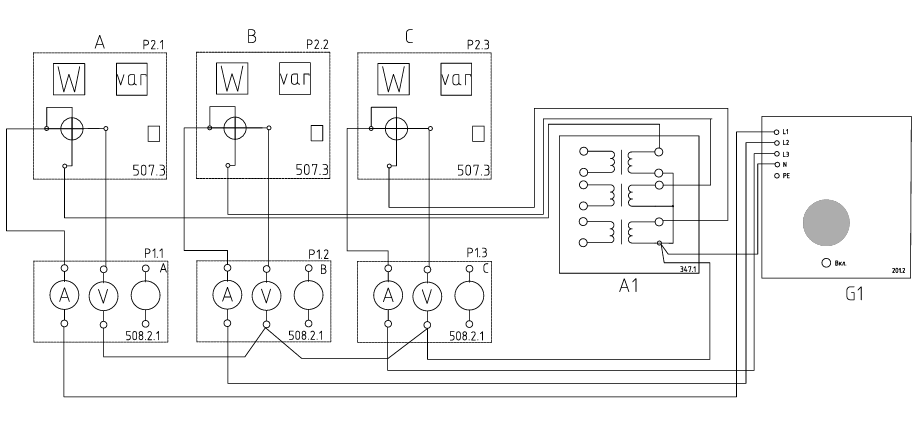 A P2.1
W var
507.3
B P2.2
W var
507.3
C P2.3
W var
507.3
P1.1
A
A V
508.2.1
P1.2
B
A V
508.2.1
P1.3
C
A V
508.2.1
347.1
A1
L1
L2
L3
N
PE
Вкл.
201.2
G1